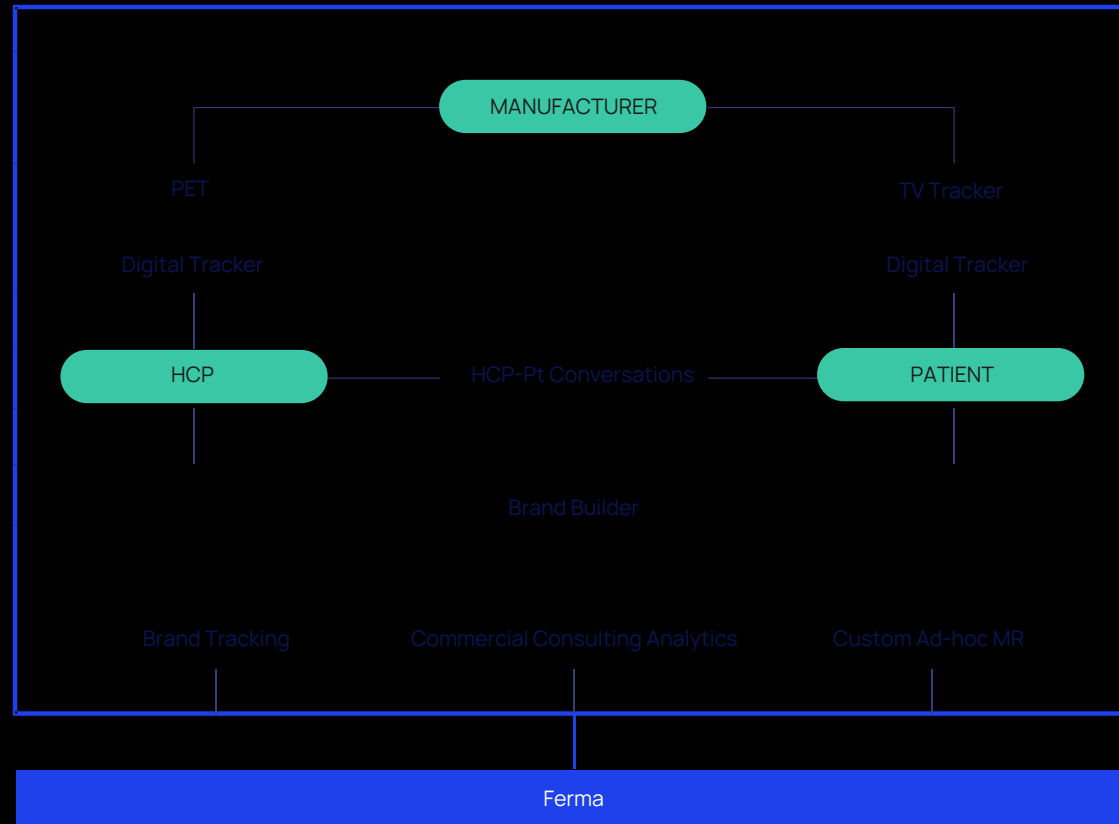 MANUFACTURER
PET
TV Tracker
Digital Tracker
Digital Tracker
HCP
HCP-Pt Conversations
PATIENT
Brand Builder
Brand Tracking
Commercial Consulting Analytics
Custom Ad-hoc MR
Ferma